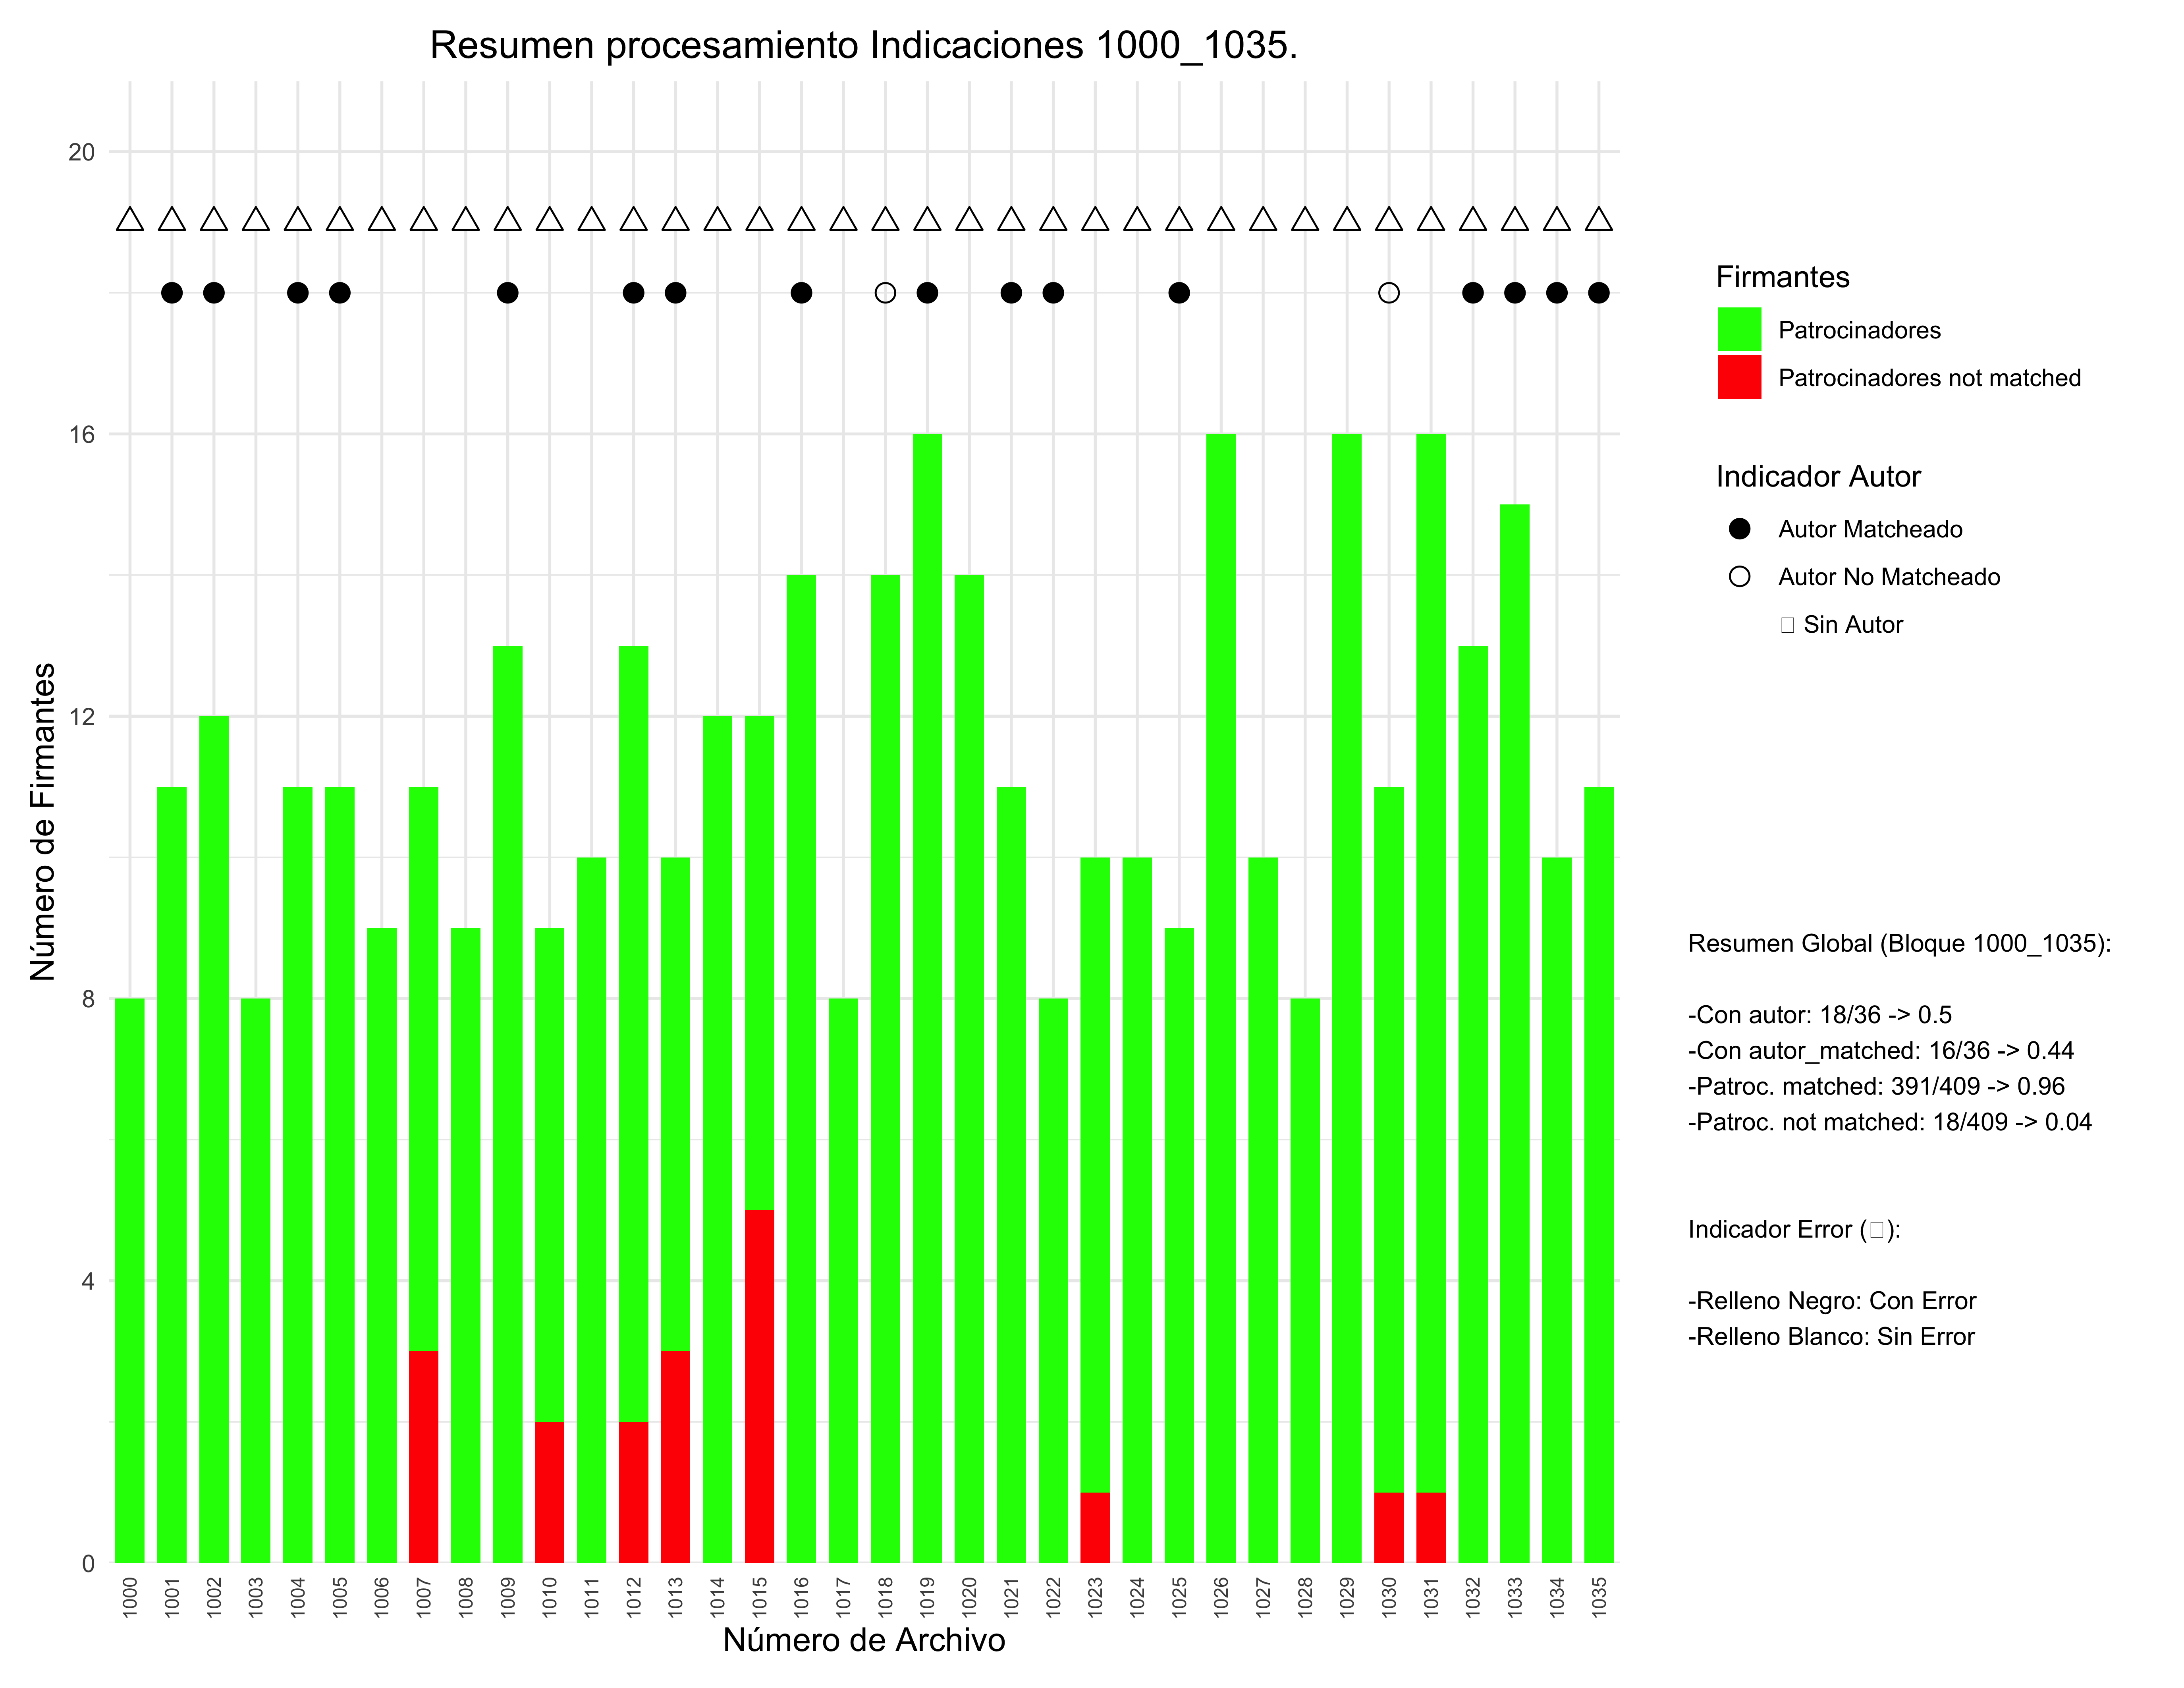 Resumen procesamiento Indicaciones 1000_1035.
Número de Firmantes
20
16
12
8
4
0
1000 1001 1002 1003 1004 1005 1006 1007 1008 1009 1010 1011 1012 1013 1014 1015 1016 1017 1018 1019 1020 1021 1022 1023 1024 1025 1026 1027 1028 1029 1030 1031 1032 1033 1034 1035
Número de Archivo
Firmantes
Patrocinadores
Patrocinadores not matched
Indicador Autor
Autor Matcheado
Autor No Matcheado
□ Sin Autor
Resumen Global (Bloque 1000_1035):
-Con autor: 18/36 -> 0.5
-Con autor_matched: 16/36 -> 0.44
-Patroc. matched: 391/409 -> 0.96
-Patroc. not matched: 18/409 -> 0.04
Indicador Error (□):
-Relleno Negro: Con Error
-Relleno Blanco: Sin Error